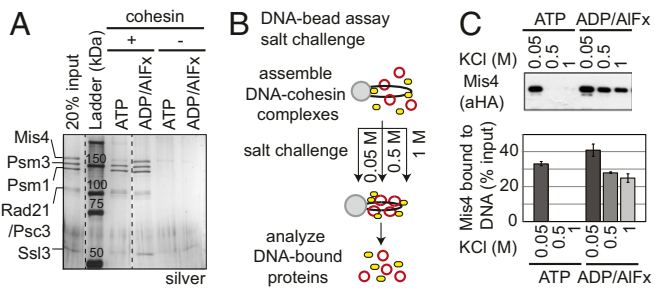 A
cohesin
+ -
20% input
Ladder (kDa)
ATP
ADP/AlFx
ATP
ADP/AlFx
Mis4
Psm3
Psm1
Rad21
/Psc3
Ssl3
150
100
75
50
silver
B
DNA-bead assay
salt challenge
assemble
DNA-cohesin
complexes
salt challenge
0.05 M
0.5 M
1 M
analyze
DNA-bound
proteins
C
ATP ADP/AlFx
KCl (M) 0.05 0.5 1 0.05 0.5 1
Mis4
(aHA)
Mis4 bound to
DNA (% input)
40
20
0
KCl (M) 0.05 0.5 1 0.05 0.5 1
ATP ADP/AlFx